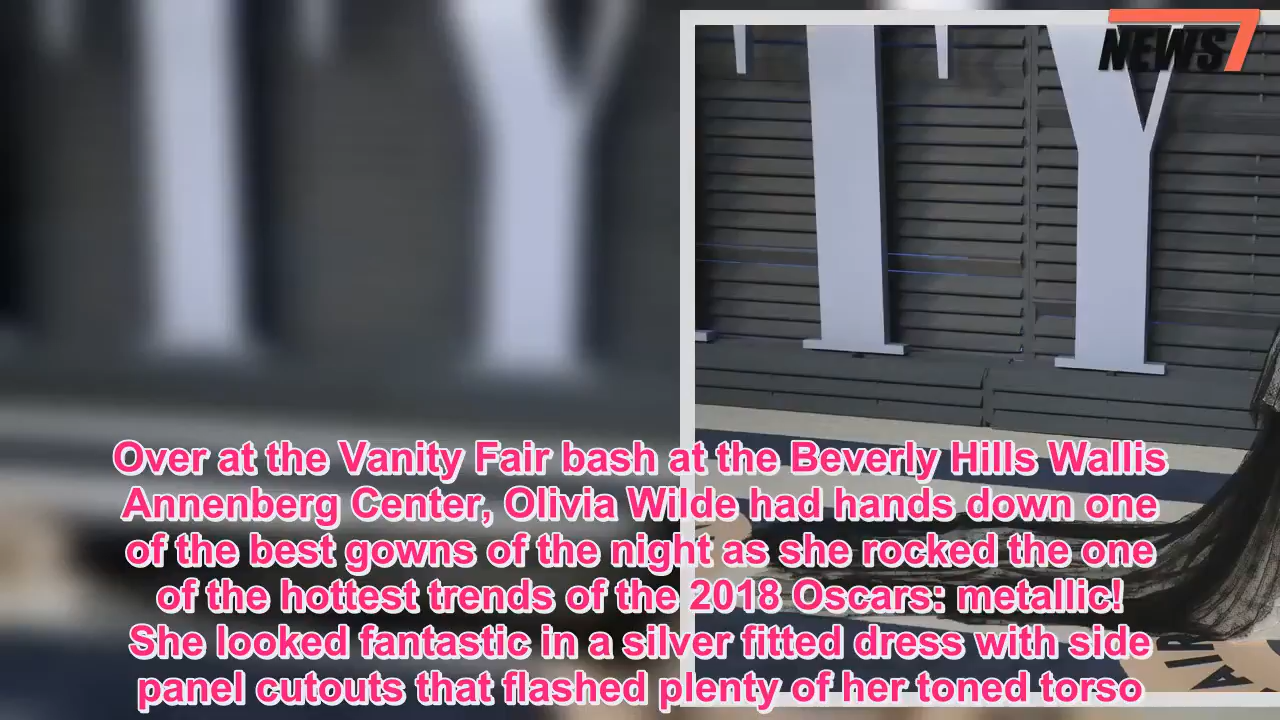 NEWS7
TY
Over at the Vanity Fair bash at the Beverly Hills Wallis
Annenberg Center, Olivia Wilde had hands down one
of the best gowns of the night as she rocked the one
of the hottest trends of the 2018 Oscars: metallic!
She looked fantastic in a silver fitted dress with side
panel cutouts that flashed plenty of her toned torso
AIR